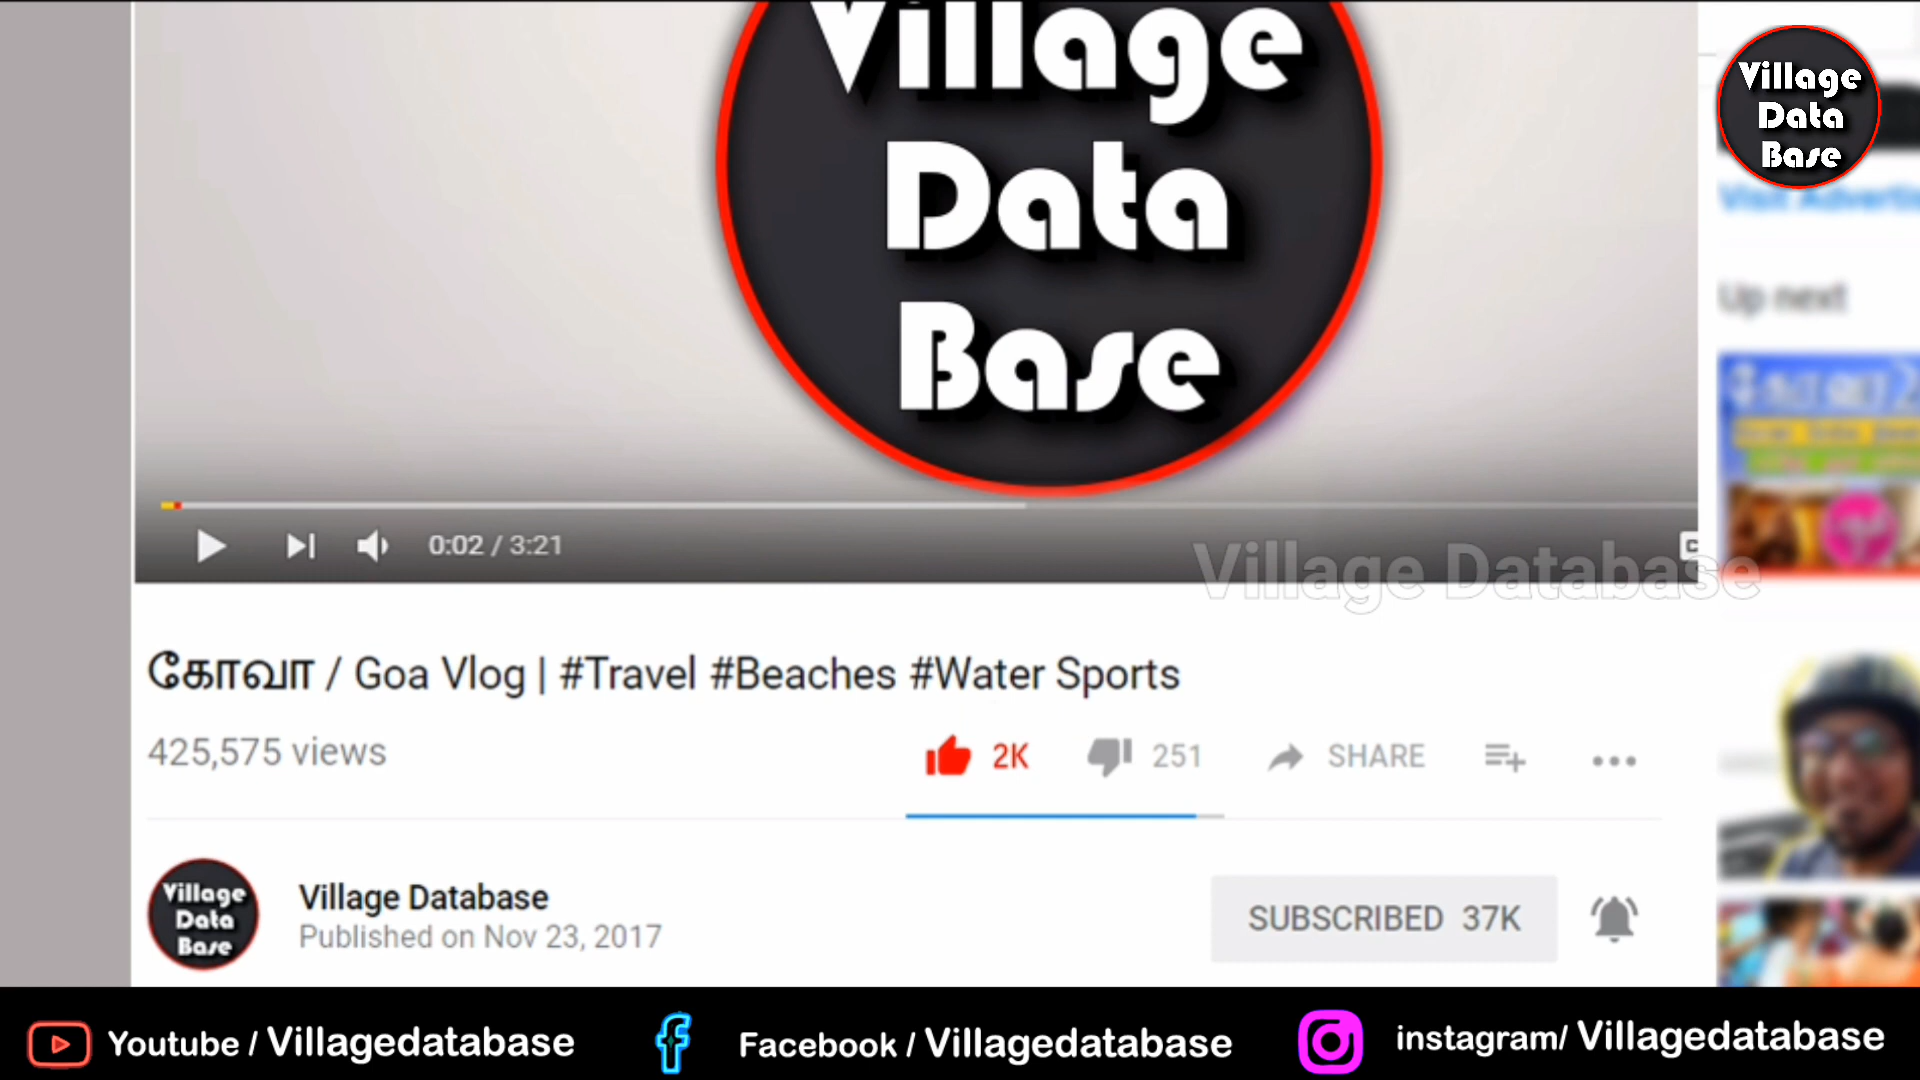 Village
Data
Base
Village
Data
Base
Up next
0:02 / 3:21
Village Database
கோவா / Goa Vlog | #Travel #Beaches #Water Sports
425,575 views
2K
251
SHARE
Village
Data
Base
Village Database
Published on Nov 23, 2017
SUBSCRIBED 37K
Youtube / Villagedatabase
Facebook / Villagedatabase
instagram/ Villagedatabase